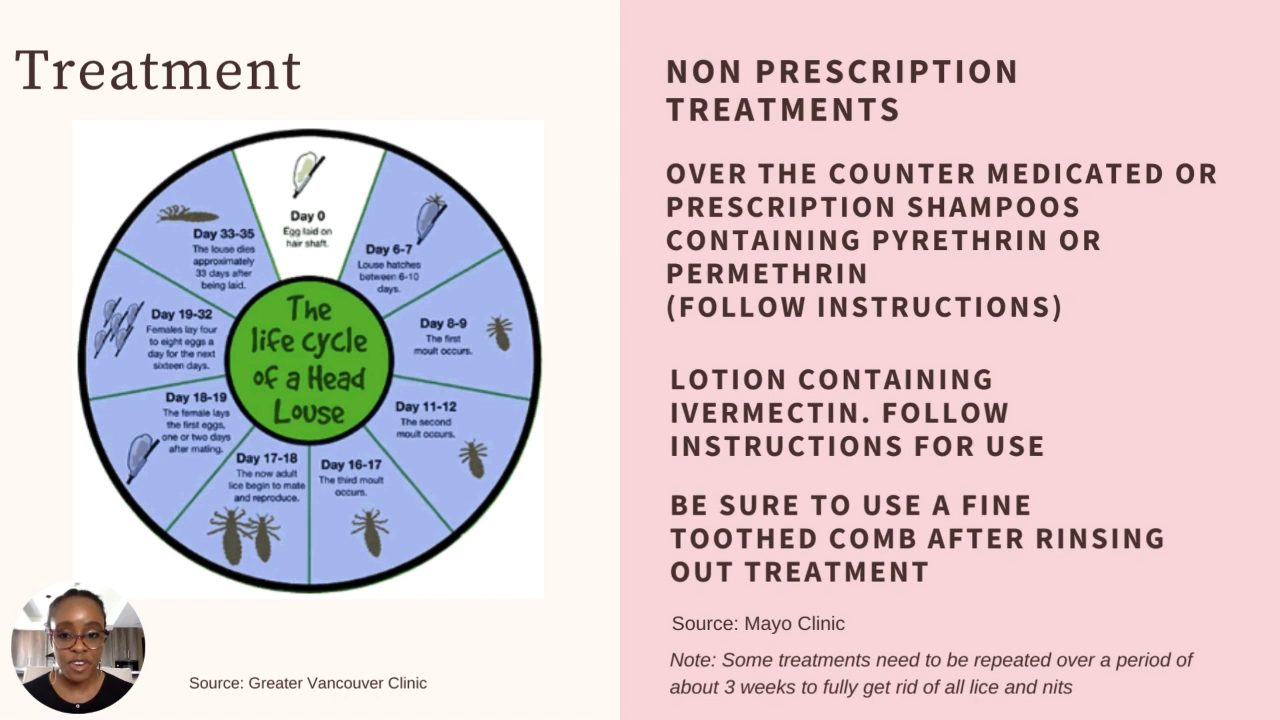 Treatment
Day 0
Egg laid on
hair shaft.
Day 6-7
Louse hatches
between 6-10
days.
Day 8-9
The first
moult occurs.
Day 11-12
The second
moult occurs.
Day 16-17
The third moult
occurs.
Day 17-18
The now adult
lice begin to mate
and reproduce.
Day 18-19
The female lays
the first eggs,
one or two days
after mating.
Day 19-32
Females lay four
to eight eggs a
day for the next
sixteen days.
Day 33-35
The louse dies
approximately
33 days after
being laid.
The
life cycle
of a Head
Louse
Source: Greater Vancouver Clinic
NON PRESCRIPTION
TREATMENTS
OVER THE COUNTER MEDICATED OR
PRESCRIPTION SHAMPOOS
CONTAINING PYRETHRIN OR
PERMETHRIN
(FOLLOW INSTRUCTIONS)
LOTION CONTAINING
IVERMECTIN. FOLLOW
INSTRUCTIONS FOR USE
BE SURE TO USE A FINE
TOOTHED COMB AFTER RINSING
OUT TREATMENT
Source: Mayo Clinic
Note: Some treatments need to be repeated over a period of
about 3 weeks to fully get rid of all lice and nits